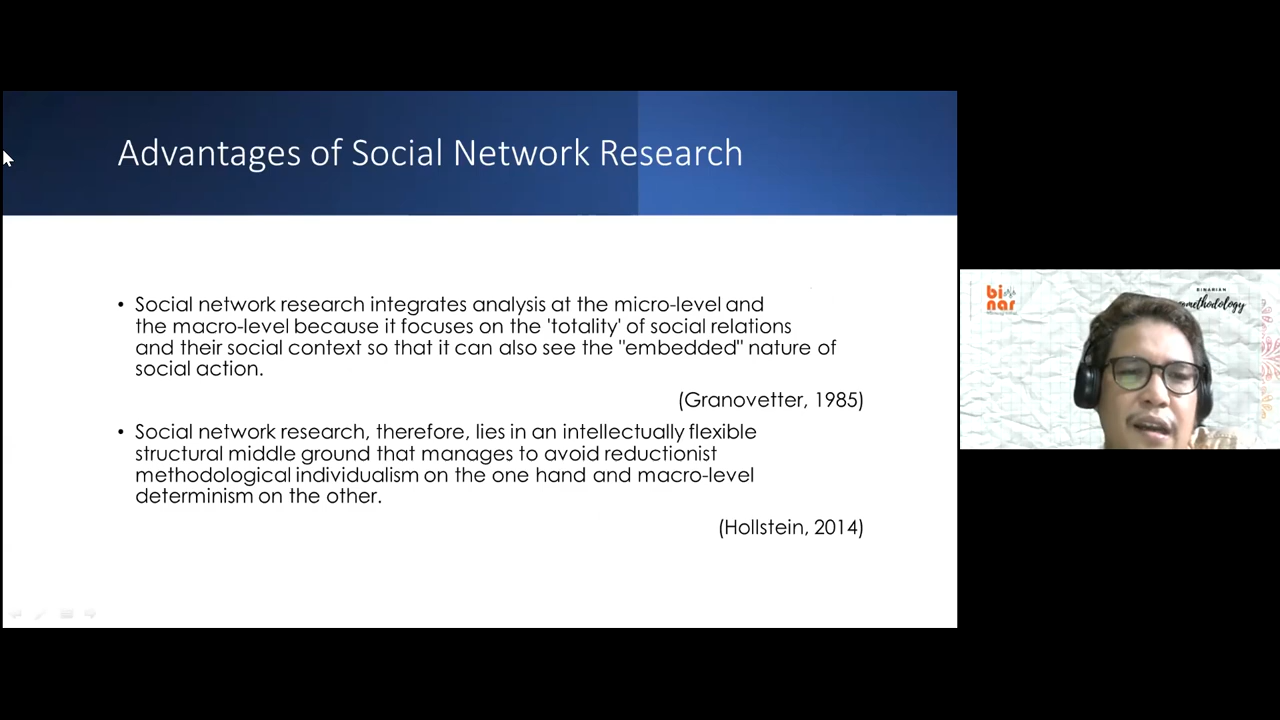 Advantages of Social Network Research
• Social network research integrates analysis at the micro-level and
the macro-level because it focuses on the 'totality' of social relations
and their social context so that it can also see the "embedded" nature of
social action.
(Granovetter, 1985)
• Social network research, therefore, lies in an intellectually flexible
structural middle ground that manages to avoid reductionist
methodological individualism on the one hand and macro-level
determinism on the other.
(Hollstein, 2014)
bi
nar
BINARIAN